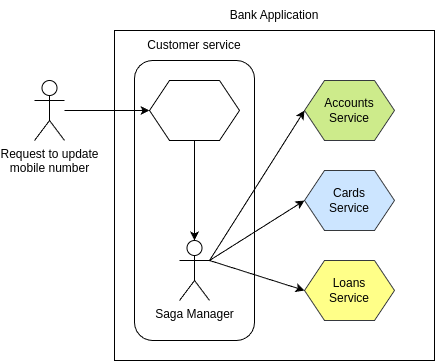 Bank Application
Customer service
Request to update
mobile number
Accounts
Service
Cards
Service
Loans
Service
Saga Manager